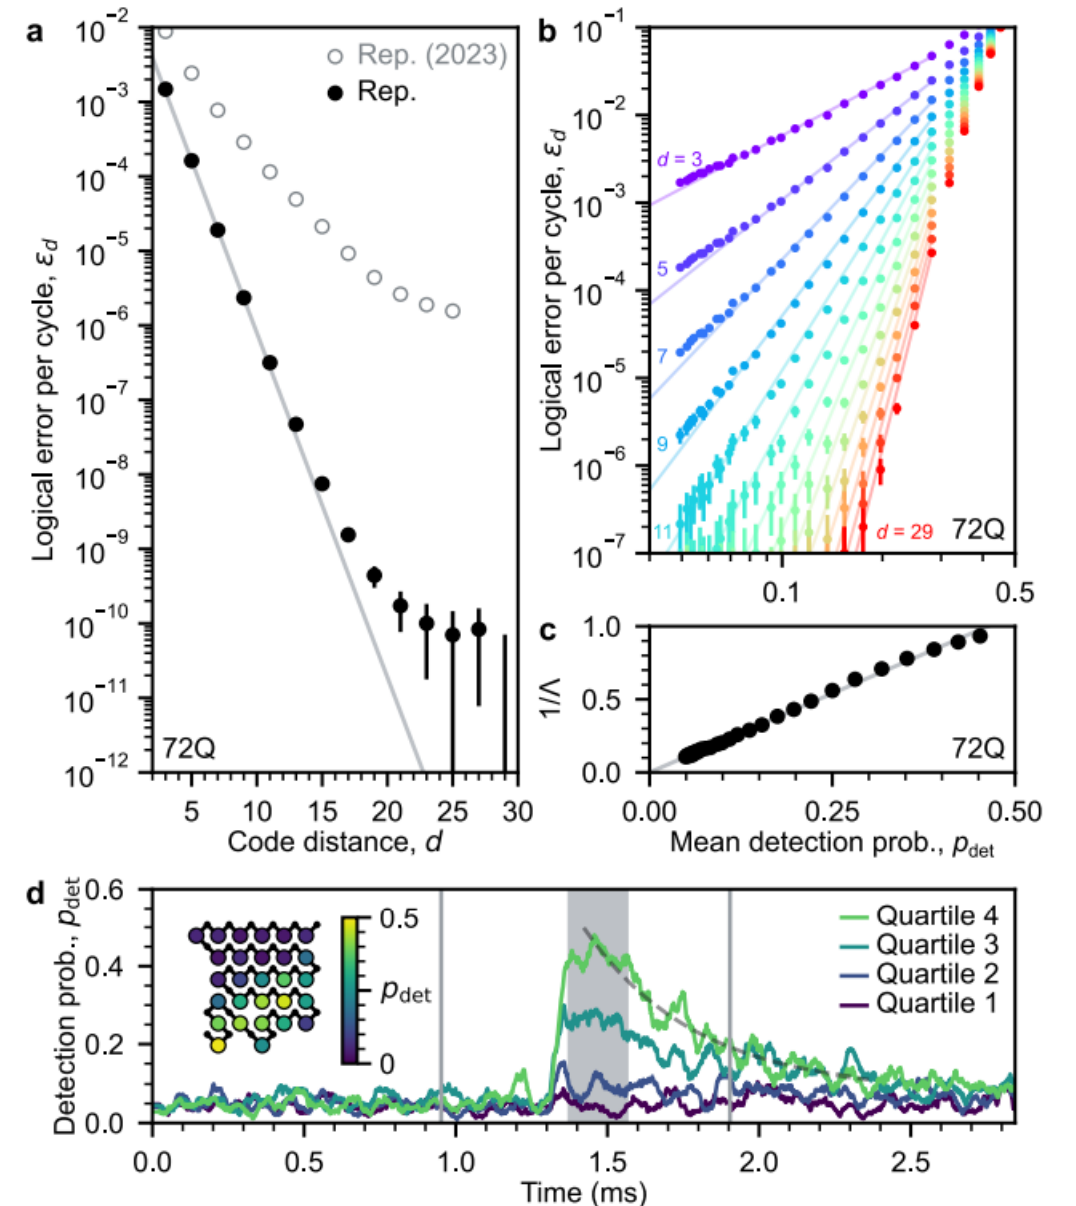 a
Rep. (2023)
Rep.
10⁻²
10⁻³
10⁻⁴
10⁻⁵
10⁻⁶
10⁻⁷
10⁻⁸
10⁻⁹
10⁻¹⁰
10⁻¹¹
10⁻¹²
Logical error per cycle, ε_d
72Q
5 10 15 20 25 30
Code distance, d
b
10⁻¹
10⁻²
10⁻³
10⁻⁴
10⁻⁵
10⁻⁶
10⁻⁷
Logical error per cycle, ε_d
d = 3
5
7
9
11
d = 29
72Q
0.1 0.5
c
1.0
0.5
0.0
1/Λ
72Q
0.00 0.25 0.50
Mean detection prob., p_det
d
0.6
0.4
0.2
0.0
Detection prob., p_det
0.5
p_det
0
Quartile 4
Quartile 3
Quartile 2
Quartile 1
0.0 0.5 1.0 1.5 2.0 2.5
Time (ms)